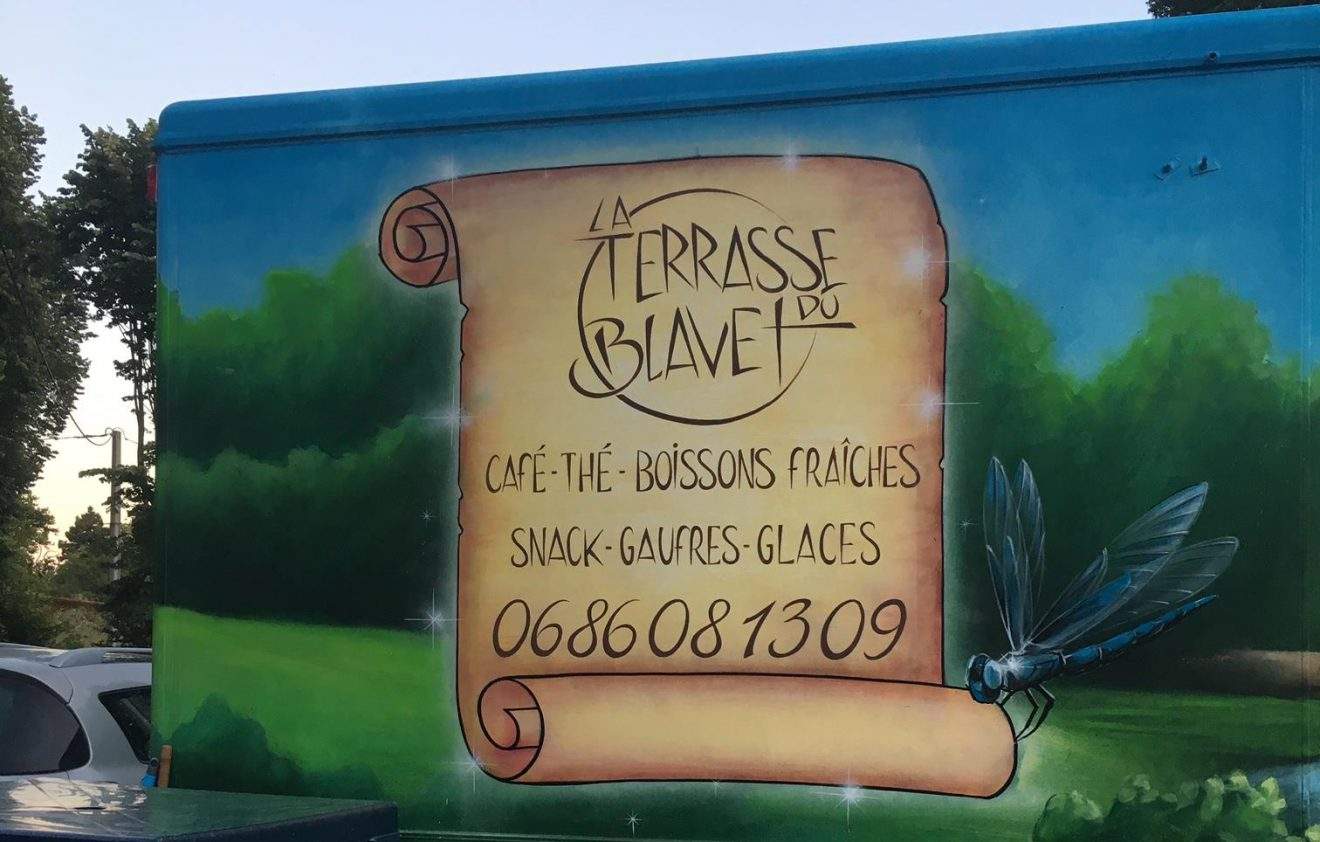 LA
TERRASSE
DU
BLAVET
CAFÉ-THÉ-BOISSONS FRAÎCHES
SNACK-GAUFRES-GLACES
0686081309